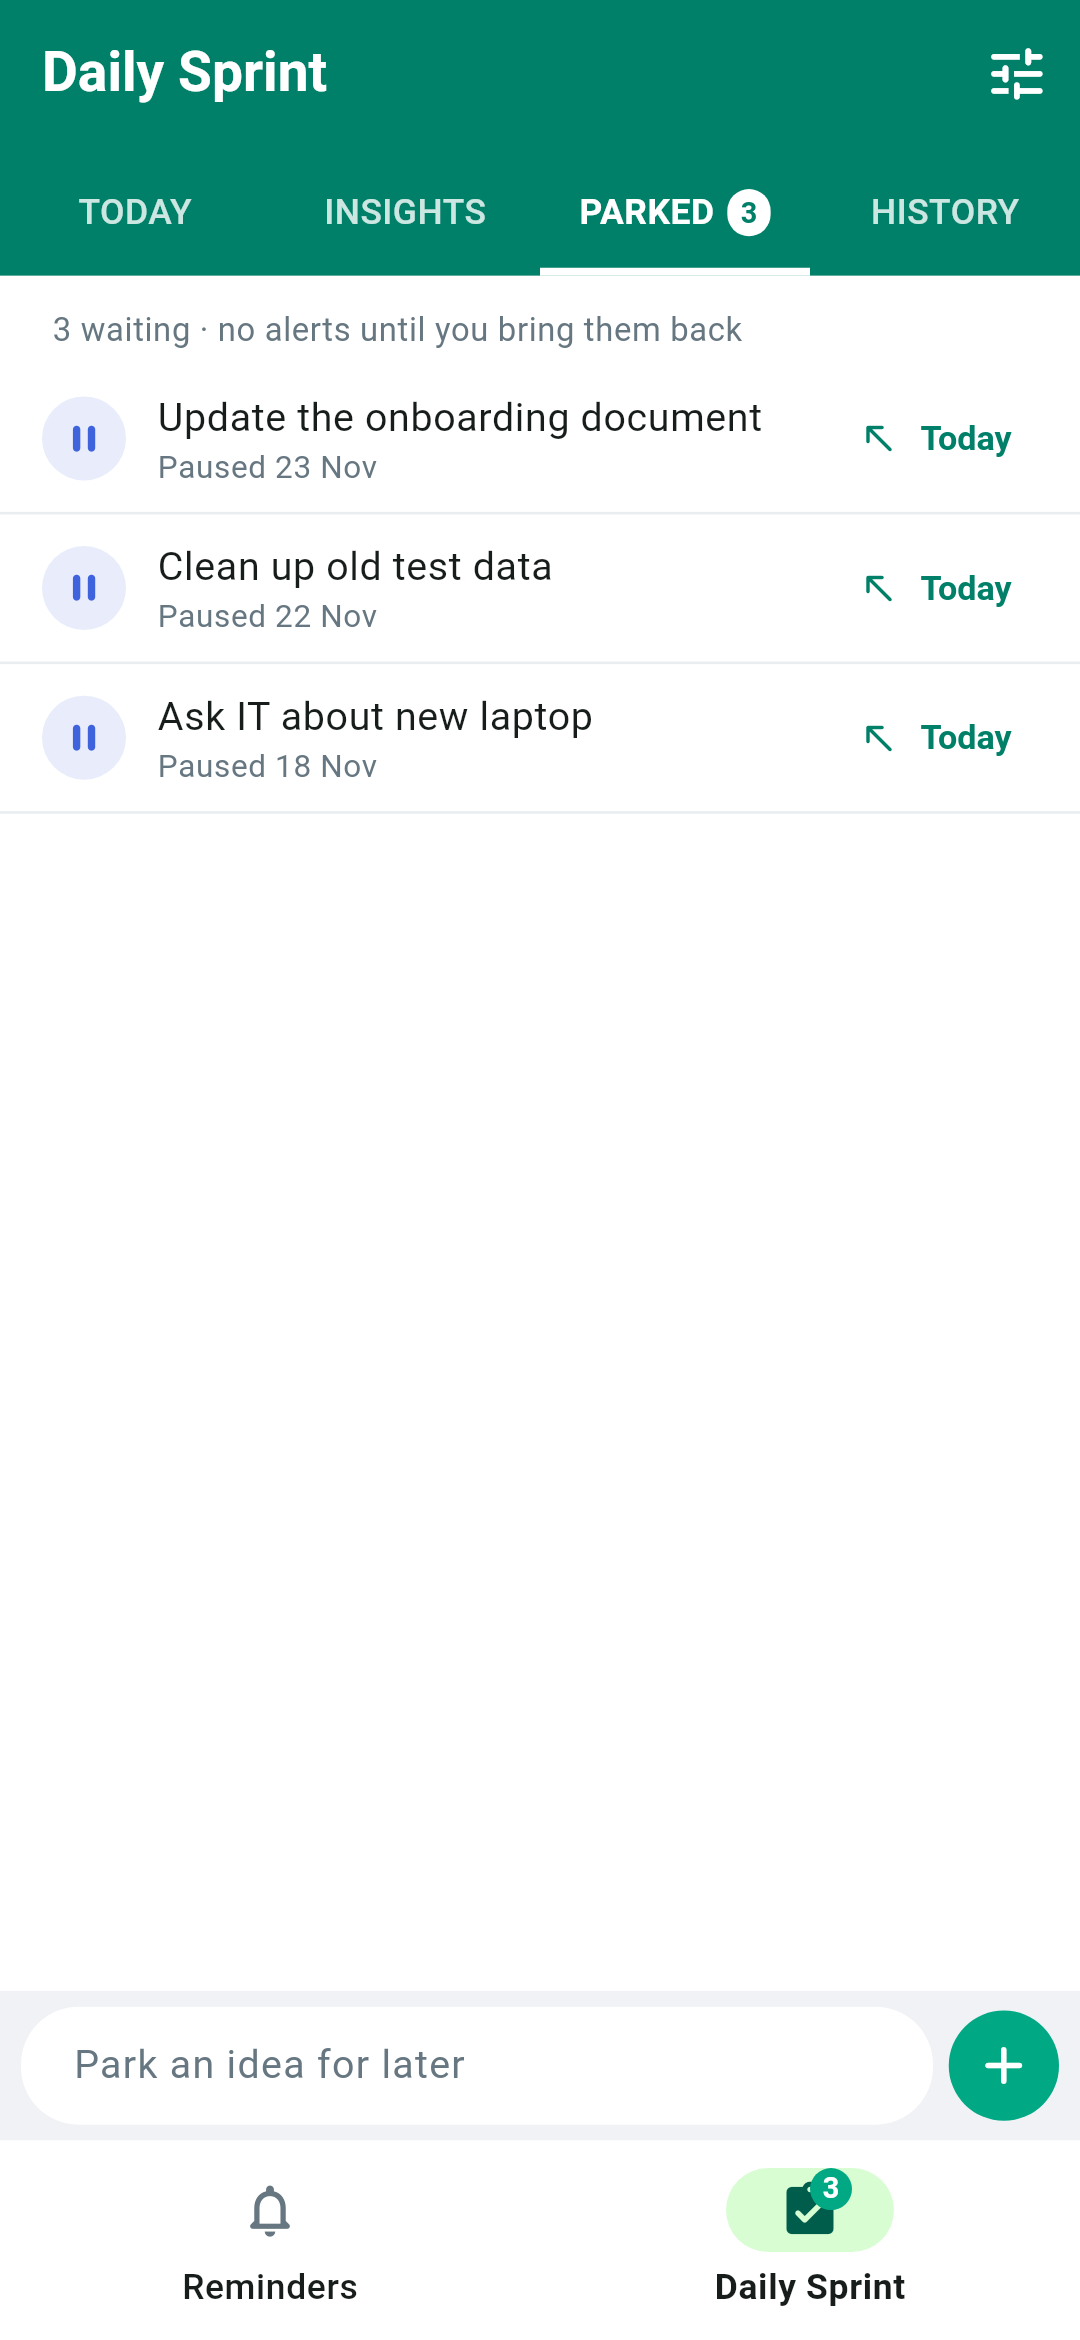 Daily Sprint
TODAY INSIGHTS PARKED 3 HISTORY
3 waiting · no alerts until you bring them back
Update the onboarding document
Paused 23 Nov
Today
Clean up old test data
Paused 22 Nov
Today
Ask IT about new laptop
Paused 18 Nov
Today
Park an idea for later
3
Reminders Daily Sprint